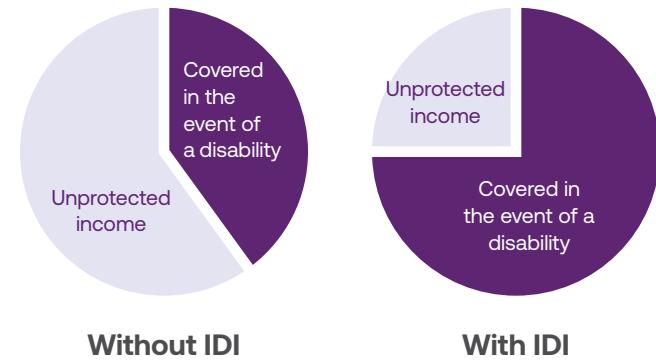 Covered
in the
event of
a disability
Unprotected
income
Without IDI
Unprotected
income
Covered in
the event of a
disability
With IDI